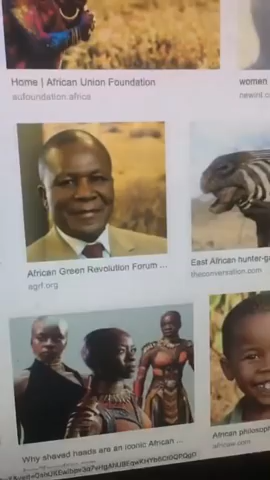 Home | African Union Foundation
women
aufoundation.africa
newint.o
African Green Revolution Forum ...
East African hunter-ga
agrf.org
theconversation.com
Why shaved heads are an iconic African ...
African philosoph
africaw.com